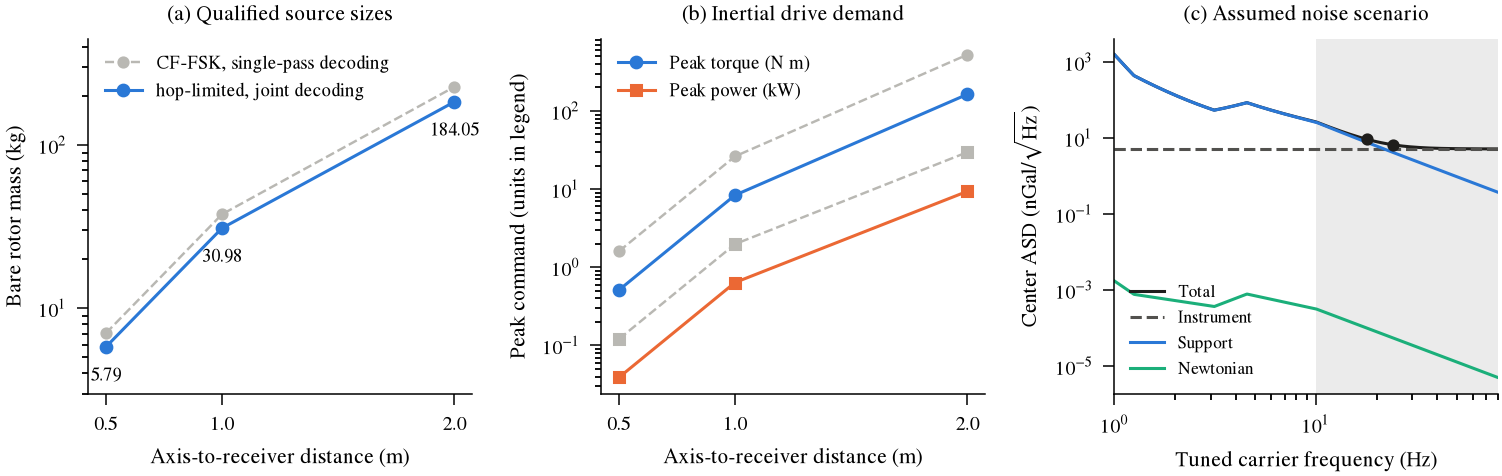 (a) Qualified source sizes
CF-FSK, single-pass decoding
hop-limited, joint decoding
Bare rotor mass (kg)
10²
10¹
5.79
30.98
184.05
0.5 1.0 2.0
Axis-to-receiver distance (m)
(b) Inertial drive demand
Peak torque (N m)
Peak power (kW)
Peak command (units in legend)
10²
10¹
10⁰
10⁻¹
0.5 1.0 2.0
Axis-to-receiver distance (m)
(c) Assumed noise scenario
Center ASD (nGal/√Hz)
10³
10¹
10⁻¹
10⁻³
10⁻⁵
Total
Instrument
Support
Newtonian
10⁰ 10¹
Tuned carrier frequency (Hz)